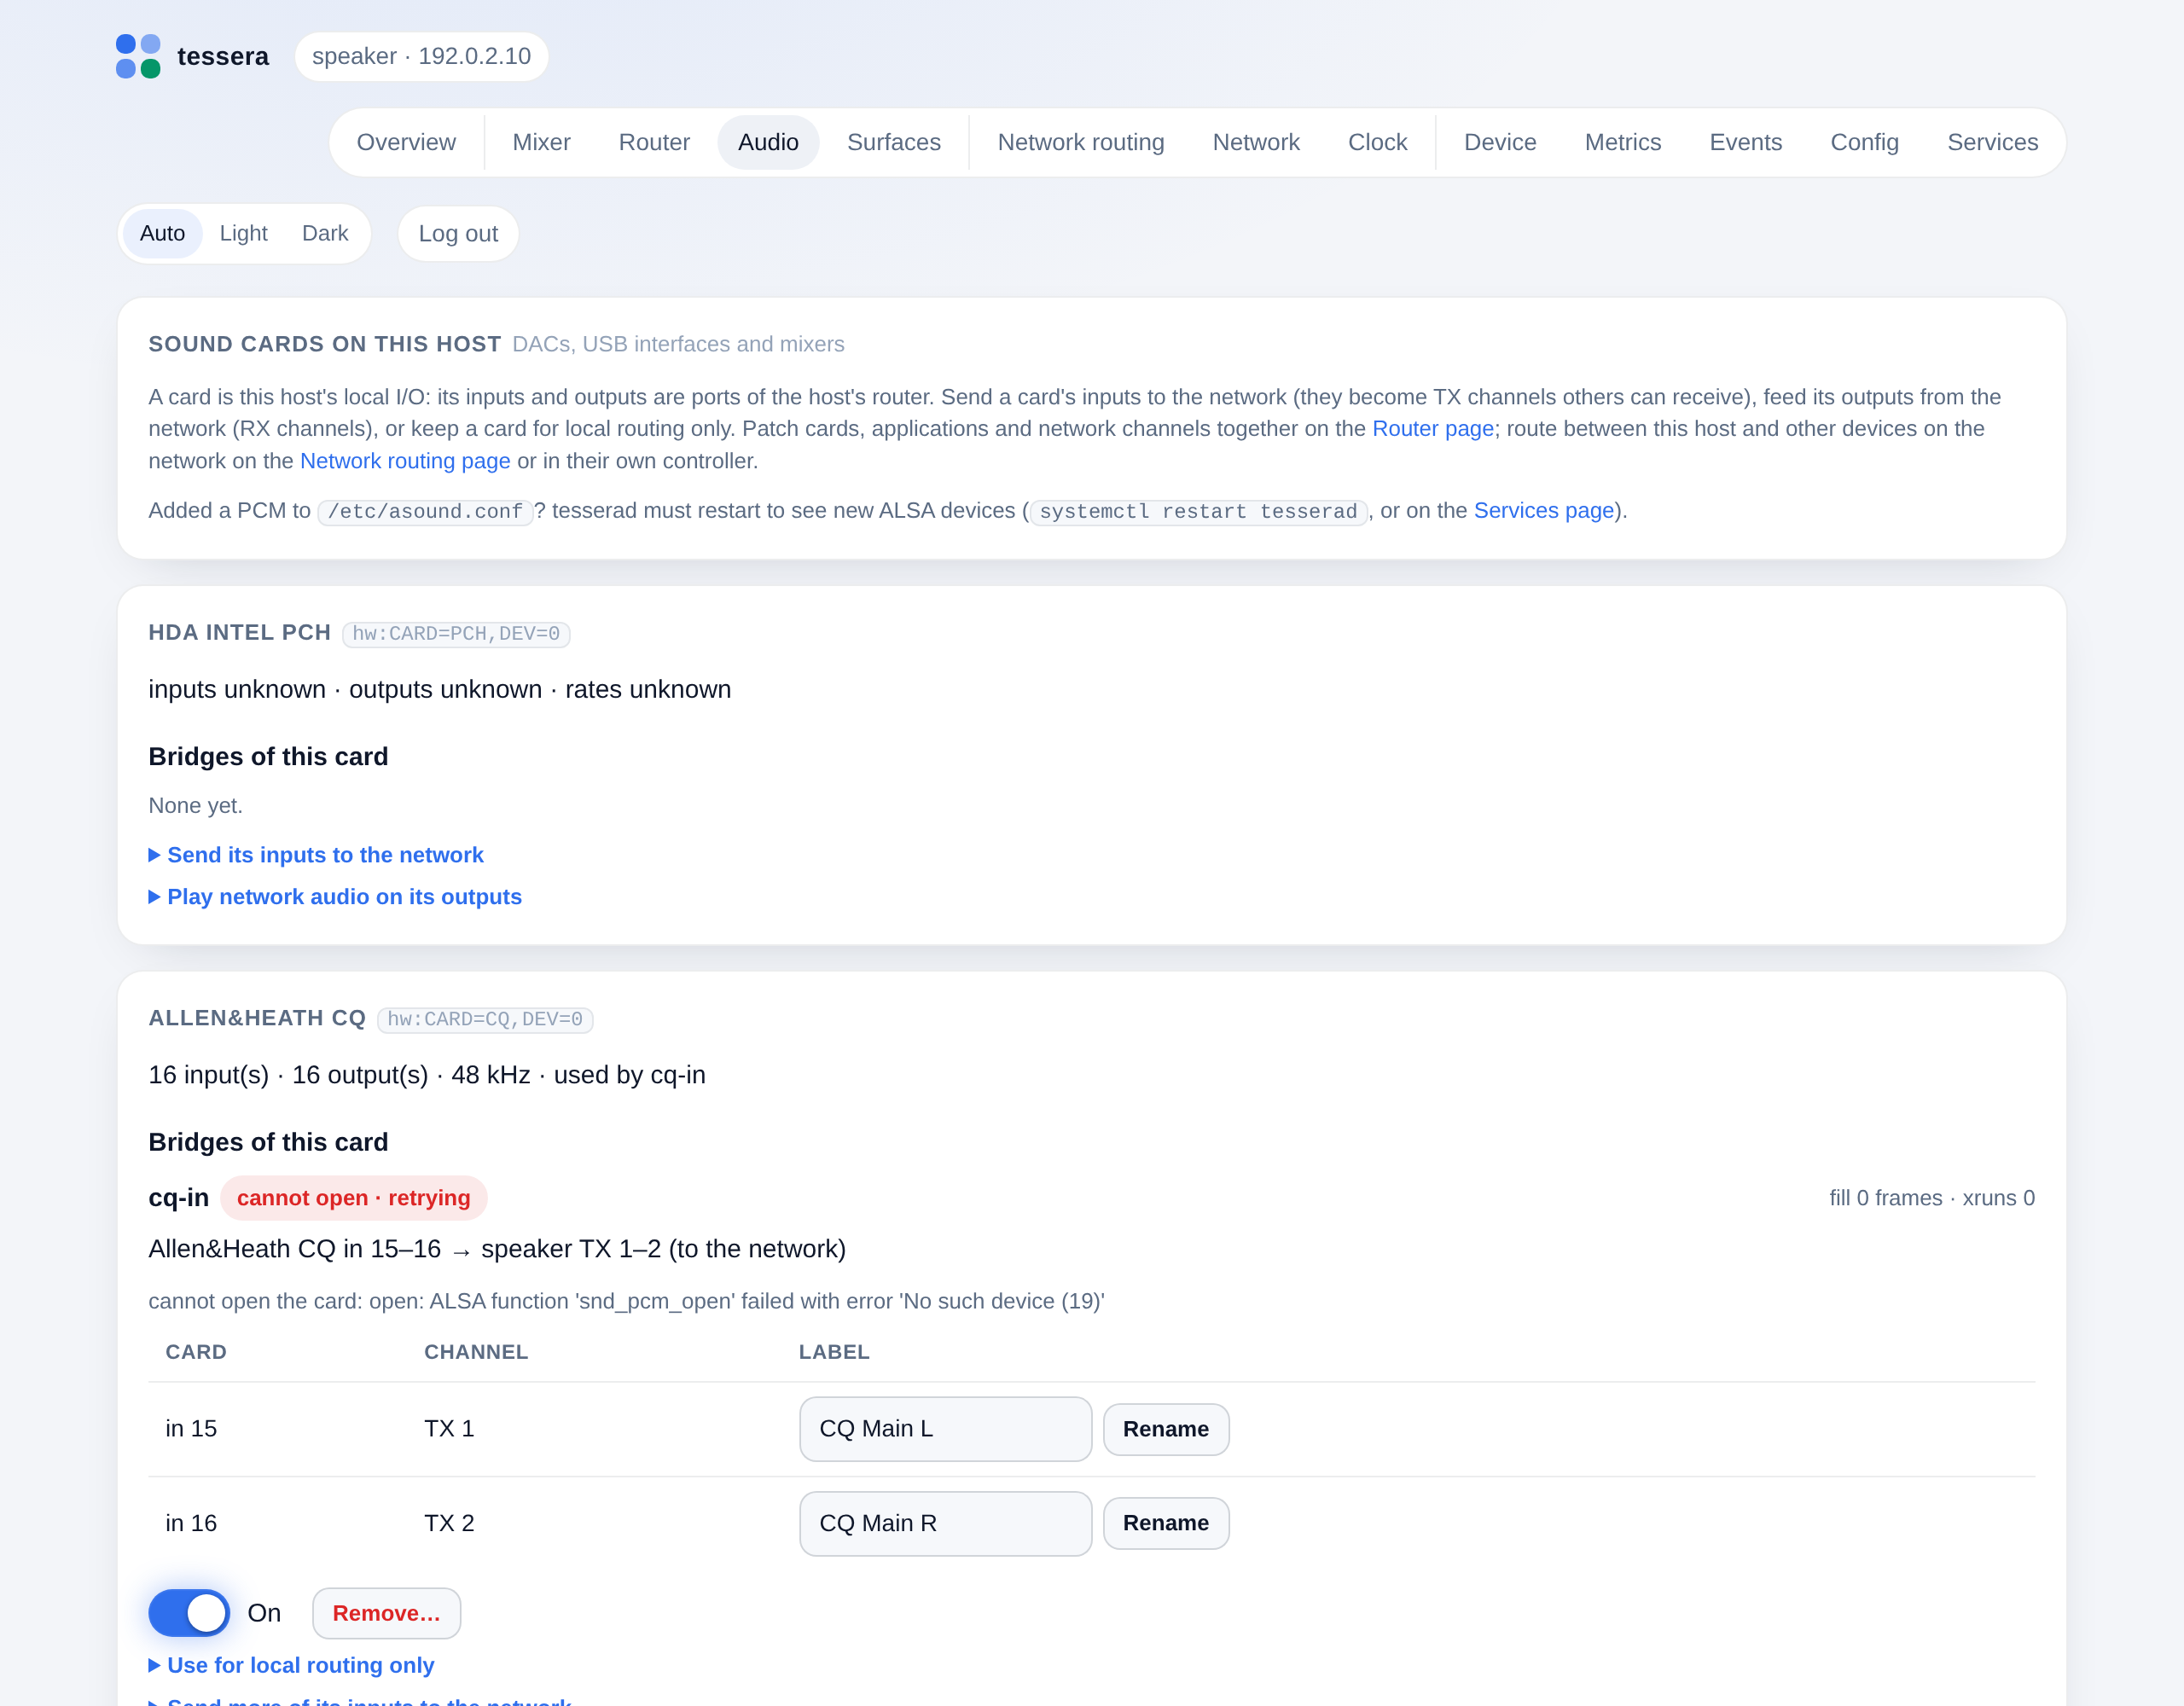 tessera
speaker · 192.0.2.10
Overview Mixer Router Audio Surfaces Network routing Network Clock Device Metrics Events Config Services
Auto Light Dark Log out
SOUND CARDS ON THIS HOST DACs, USB interfaces and mixers
A card is this host's local I/O: its inputs and outputs are ports of the host's router. Send a card's inputs to the network (they become TX channels others can receive), feed its outputs from the
network (RX channels), or keep a card for local routing only. Patch cards, applications and network channels together on the Router page; route between this host and other devices on the
network on the Network routing page or in their own controller.
Added a PCM to /etc/asound.conf? tesserad must restart to see new ALSA devices (systemctl restart tesserad, or on the Services page).
HDA INTEL PCH hw:CARD=PCH,DEV=0
inputs unknown · outputs unknown · rates unknown
Bridges of this card
None yet.
Send its inputs to the network
Play network audio on its outputs
ALLEN&HEATH CQ hw:CARD=CQ,DEV=0
16 input(s) · 16 output(s) · 48 kHz · used by cq-in
Bridges of this card
cq-in cannot open · retrying fill 0 frames · xruns 0
Allen&Heath CQ in 15–16 → speaker TX 1–2 (to the network)
cannot open the card: open: ALSA function 'snd_pcm_open' failed with error 'No such device (19)'
CARD CHANNEL LABEL
in 15 TX 1 CQ Main L Rename
in 16 TX 2 CQ Main R Rename
On Remove…
Use for local routing only
Send more of its inputs to the network